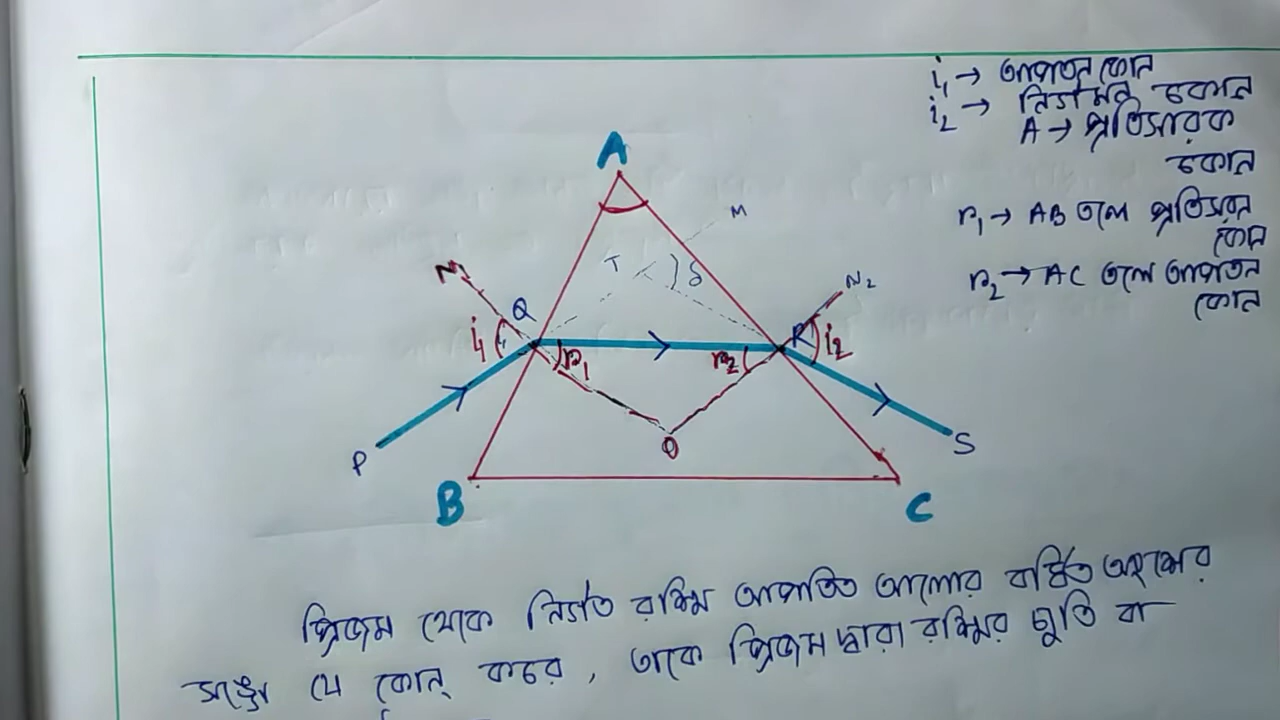 i₁ → আপতন কোন
i₂ → নির্গমন কোন
A → প্রতিসারক
কোন
r₁ → AB তলে প্রতিসরন
কোন
r₂ → AC তলে আপতন
কোন
A
M
T
δ
N₁
N₂
Q
R
i₁
r₁
r₂
i₂
P
O
S
B
C
প্রিজম থেকে নির্গত রশ্মি আপতিত আলোর বর্ধিত অংশের
সঙ্গে যে কোন্ করে, তাকে প্রিজম দ্বারা রশ্মির চ্যুতি বা